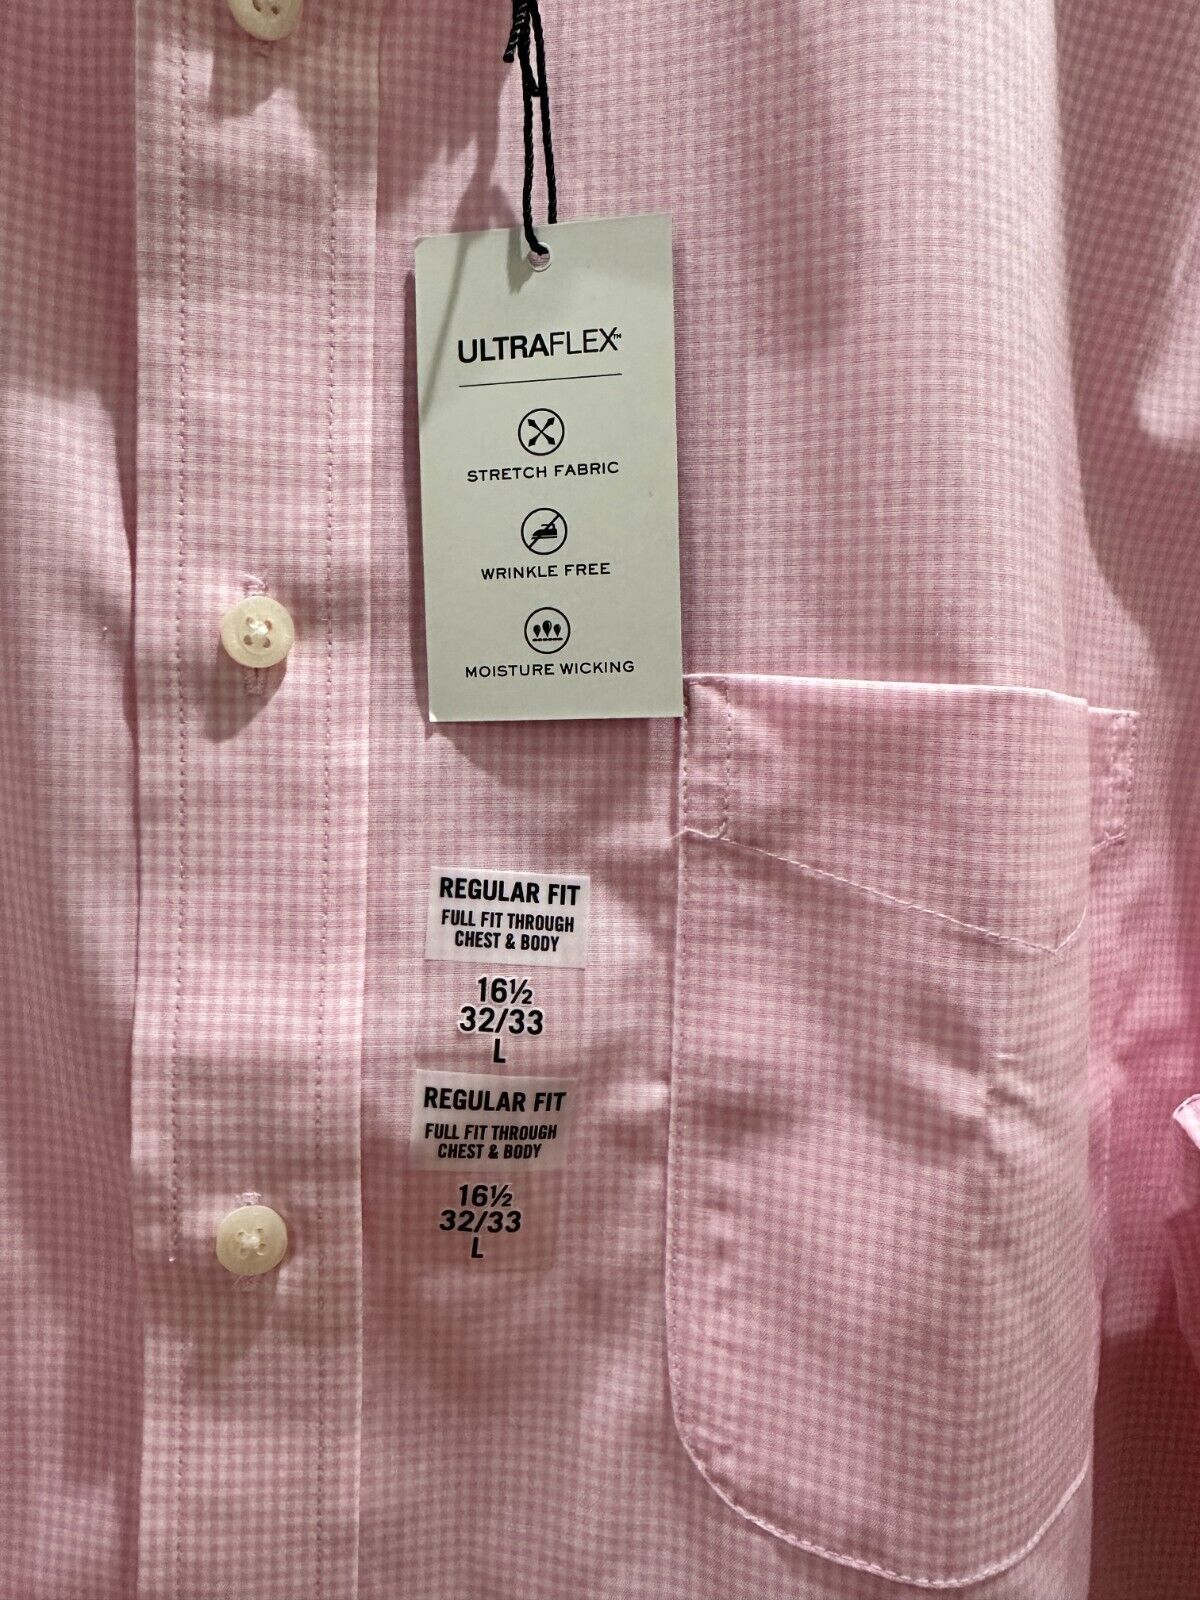 ULTRAFLEX™
STRETCH FABRIC
WRINKLE FREE
MOISTURE WICKING
REGULAR FIT
FULL FIT THROUGH
CHEST & BODY
16½
32/33
L
REGULAR FIT
FULL FIT THROUGH
CHEST & BODY
16½
32/33
L